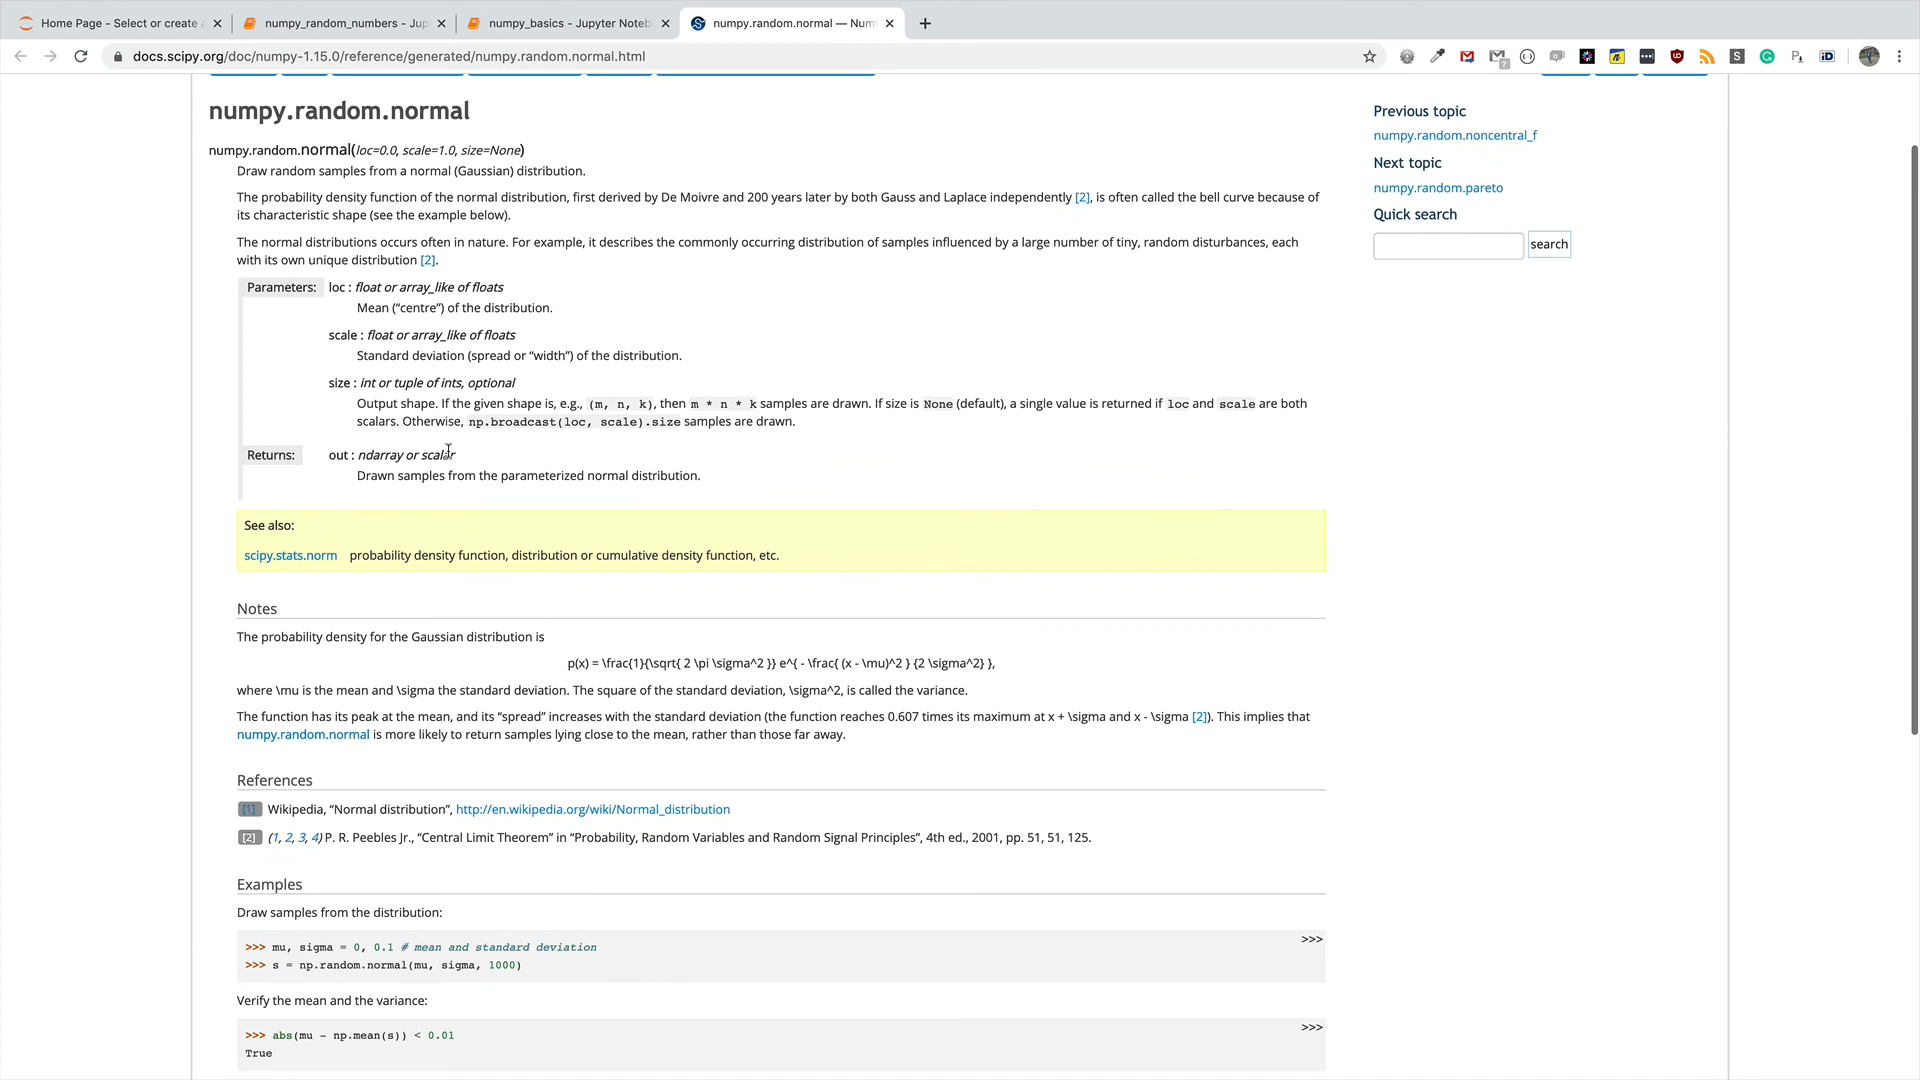 Home Page - Select or create
numpy_random_numbers - Jup
numpy_basics - Jupyter Noteb
numpy.random.normal — Num
docs.scipy.org/doc/numpy-1.15.0/reference/generated/numpy.random.normal.html
numpy.random.normal
numpy.random.normal(loc=0.0, scale=1.0, size=None)
Draw random samples from a normal (Gaussian) distribution.
The probability density function of the normal distribution, first derived by De Moivre and 200 years later by both Gauss and Laplace independently [2], is often called the bell curve because of
its characteristic shape (see the example below).
The normal distributions occurs often in nature. For example, it describes the commonly occurring distribution of samples influenced by a large number of tiny, random disturbances, each
with its own unique distribution [2].
Parameters: loc : float or array_like of floats
Mean (“centre”) of the distribution.
scale : float or array_like of floats
Standard deviation (spread or “width”) of the distribution.
size : int or tuple of ints, optional
Output shape. If the given shape is, e.g., (m, n, k), then m * n * k samples are drawn. If size is None (default), a single value is returned if loc and scale are both
scalars. Otherwise, np.broadcast(loc, scale).size samples are drawn.
Returns: out : ndarray or scalar
Drawn samples from the parameterized normal distribution.
See also:
scipy.stats.norm probability density function, distribution or cumulative density function, etc.
Notes
The probability density for the Gaussian distribution is
p(x) = \frac{1}{\sqrt{ 2 \pi \sigma^2 }} e^{ - \frac{ (x - \mu)^2 } {2 \sigma^2} },
where \mu is the mean and \sigma the standard deviation. The square of the standard deviation, \sigma^2, is called the variance.
The function has its peak at the mean, and its “spread” increases with the standard deviation (the function reaches 0.607 times its maximum at x + \sigma and x - \sigma [2]). This implies that
numpy.random.normal is more likely to return samples lying close to the mean, rather than those far away.
References
[1] Wikipedia, “Normal distribution”, http://en.wikipedia.org/wiki/Normal_distribution
[2] (1, 2, 3, 4) P. R. Peebles Jr., “Central Limit Theorem” in “Probability, Random Variables and Random Signal Principles”, 4th ed., 2001, pp. 51, 51, 125.
Examples
Draw samples from the distribution:
>>> mu, sigma = 0, 0.1 # mean and standard deviation
>>> s = np.random.normal(mu, sigma, 1000)
>>>
Verify the mean and the variance:
>>> abs(mu - np.mean(s)) < 0.01
True
>>>
Previous topic
numpy.random.noncentral_f
Next topic
numpy.random.pareto
Quick search
search